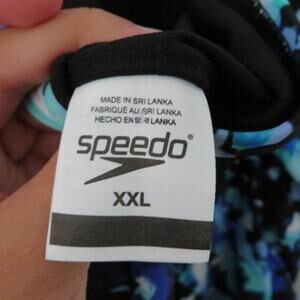 MADE IN SRI LANKA
FABRIQUÉ AU SRI LANKA
HECHO EN SRI LANKA
speedo®
XXL